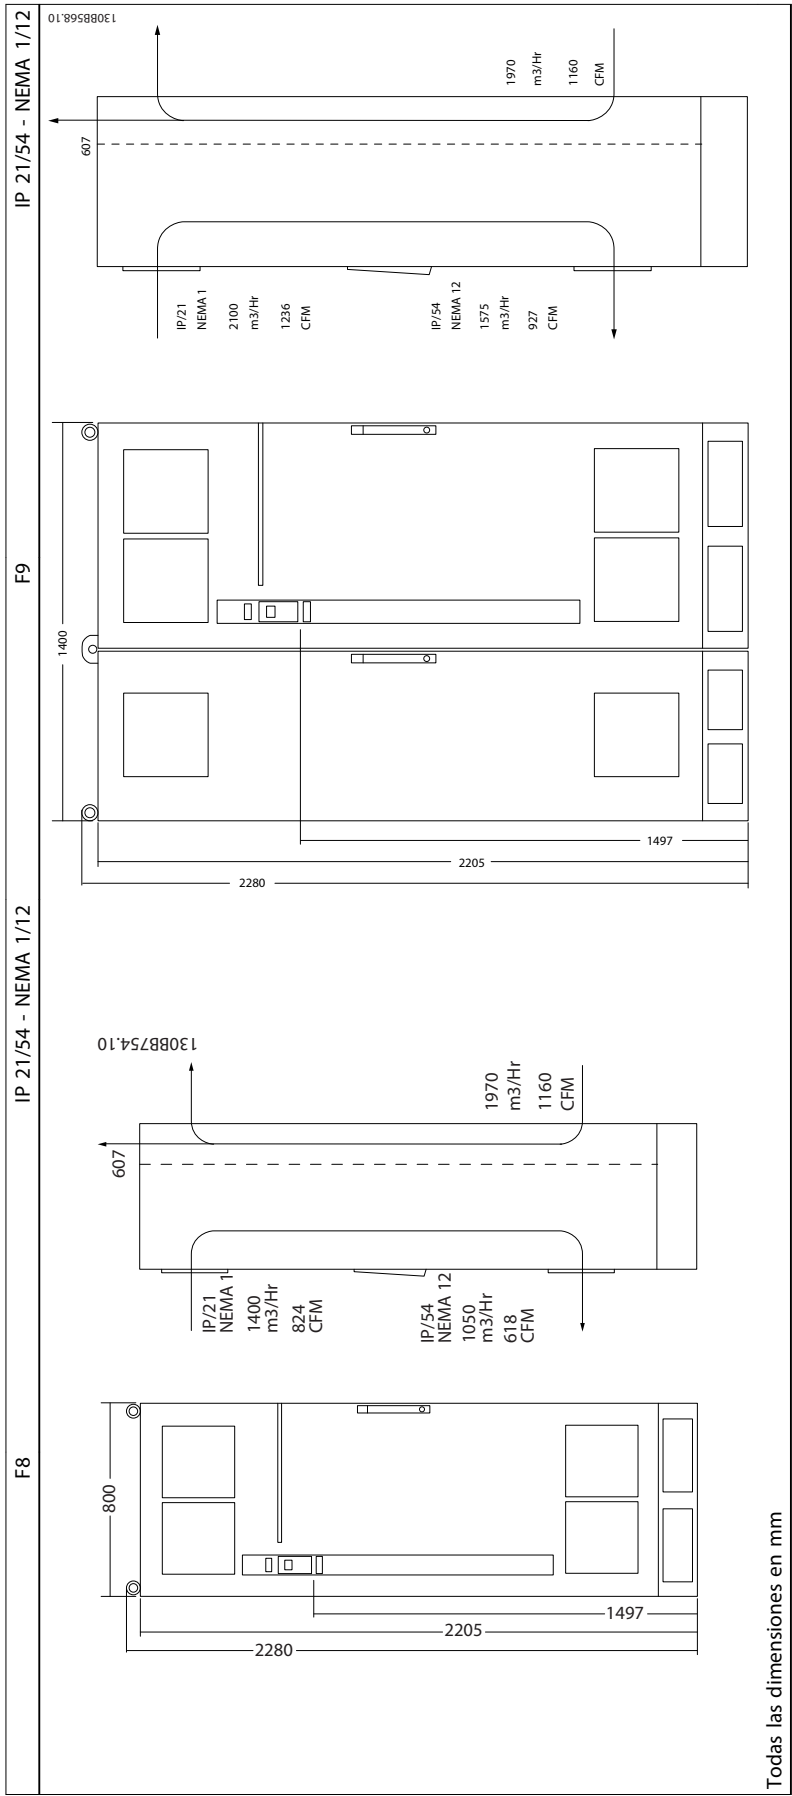 F8
IP 21/54 - NEMA 1/12
F9
IP 21/54 - NEMA 1/12
800
2280
2205
1497
IP/21
NEMA 1
1400
m3/Hr
824
CFM
IP/54
NEMA 12
1050
m3/Hr
618
CFM
607
1970
m3/Hr
1160
CFM
130BB754.10
1400
2280
2205
1497
IP/21
NEMA 1
2100
m3/Hr
1236
CFM
IP/54
NEMA 12
1575
m3/Hr
927
CFM
607
1970
m3/Hr
1160
CFM
130BB568.10
Todas las dimensiones en mm